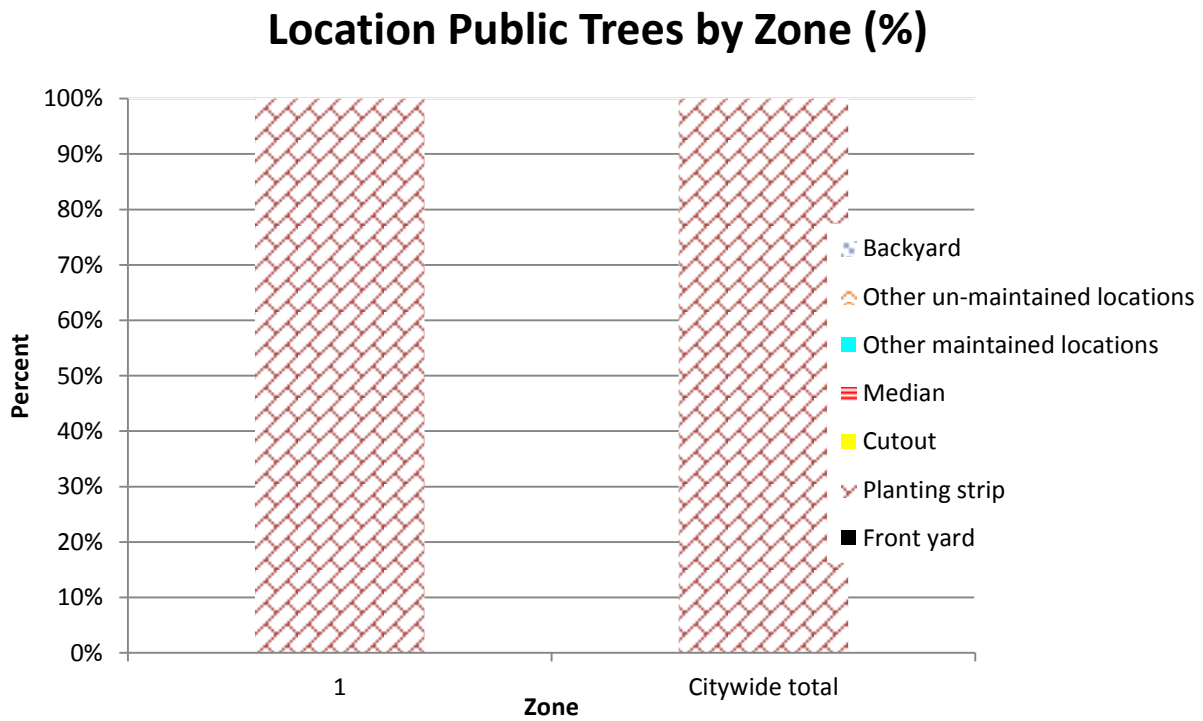 Location Public Trees by Zone (%)
100%
90%
80%
70%
60%
50%
40%
30%
20%
10%
0%
Percent
1
Citywide total
Zone
Backyard
Other un-maintained locations
Other maintained locations
Median
Cutout
Planting strip
Front yard